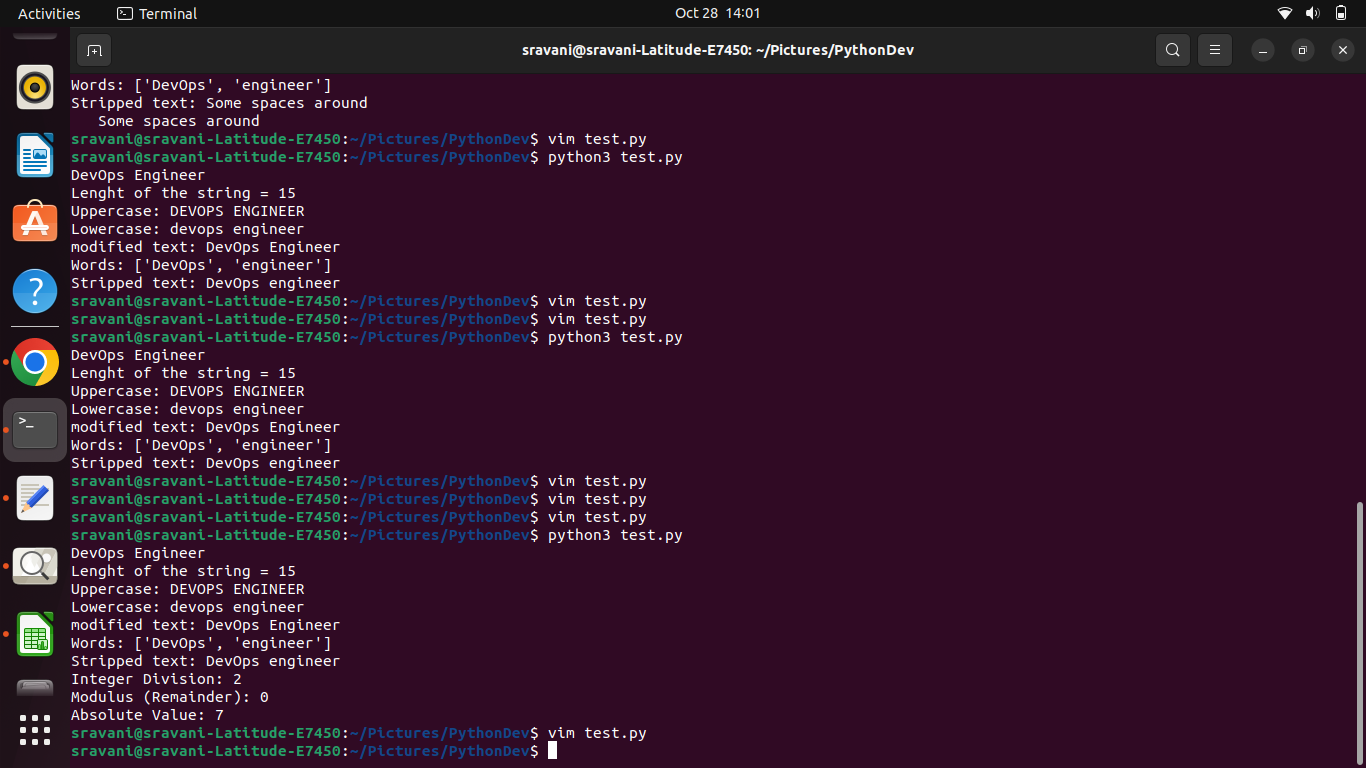 Activities Terminal Oct 28 14:01
sravani@sravani-Latitude-E7450: ~/Pictures/PythonDev
Words: ['DevOps', 'engineer']
Stripped text: Some spaces around
   Some spaces around
sravani@sravani-Latitude-E7450:~/Pictures/PythonDev$ vim test.py
sravani@sravani-Latitude-E7450:~/Pictures/PythonDev$ python3 test.py
DevOps Engineer
Lenght of the string = 15
Uppercase: DEVOPS ENGINEER
Lowercase: devops engineer
modified text: DevOps Engineer
Words: ['DevOps', 'engineer']
Stripped text: DevOps engineer
sravani@sravani-Latitude-E7450:~/Pictures/PythonDev$ vim test.py
sravani@sravani-Latitude-E7450:~/Pictures/PythonDev$ vim test.py
sravani@sravani-Latitude-E7450:~/Pictures/PythonDev$ python3 test.py
DevOps Engineer
Lenght of the string = 15
Uppercase: DEVOPS ENGINEER
Lowercase: devops engineer
modified text: DevOps Engineer
Words: ['DevOps', 'engineer']
Stripped text: DevOps engineer
sravani@sravani-Latitude-E7450:~/Pictures/PythonDev$ vim test.py
sravani@sravani-Latitude-E7450:~/Pictures/PythonDev$ vim test.py
sravani@sravani-Latitude-E7450:~/Pictures/PythonDev$ vim test.py
sravani@sravani-Latitude-E7450:~/Pictures/PythonDev$ python3 test.py
DevOps Engineer
Lenght of the string = 15
Uppercase: DEVOPS ENGINEER
Lowercase: devops engineer
modified text: DevOps Engineer
Words: ['DevOps', 'engineer']
Stripped text: DevOps engineer
Integer Division: 2
Modulus (Remainder): 0
Absolute Value: 7
sravani@sravani-Latitude-E7450:~/Pictures/PythonDev$ vim test.py
sravani@sravani-Latitude-E7450:~/Pictures/PythonDev$